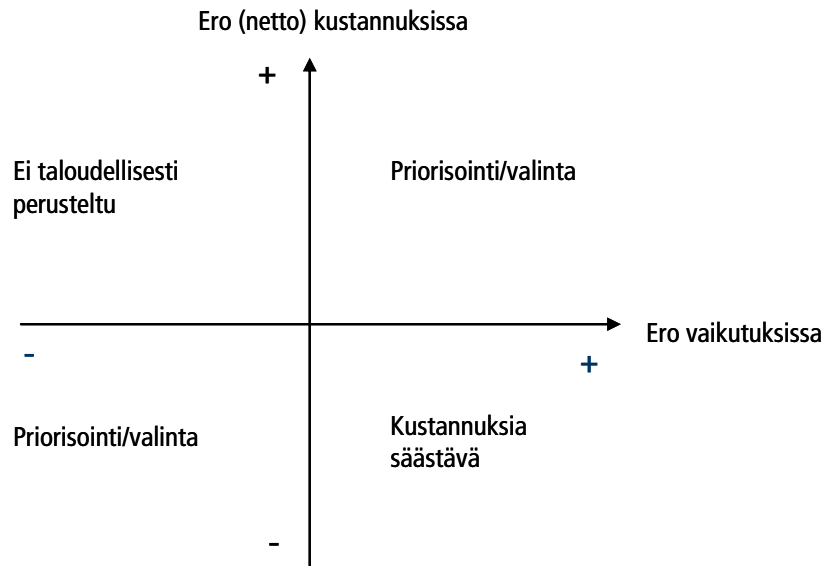 Ero (netto) kustannuksissa
+
Ei taloudellisesti
perusteltu
Priorisointi/valinta
Ero vaikutuksissa
-
+
Priorisointi/valinta
Kustannuksia
säästävä
-